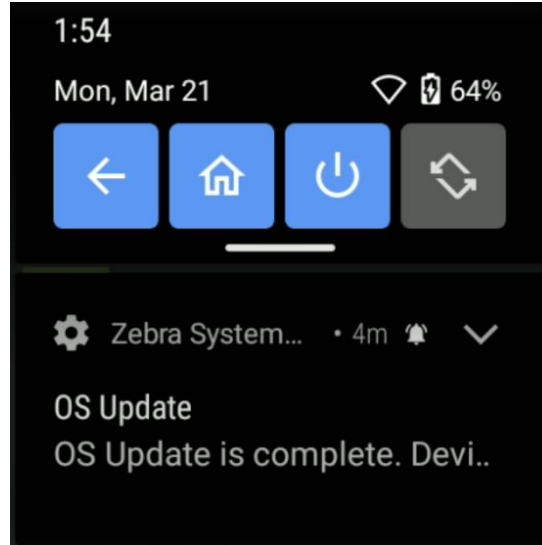 1:54
Mon, Mar 21 64%
Zebra System... • 4m
OS Update
OS Update is complete. Devi..